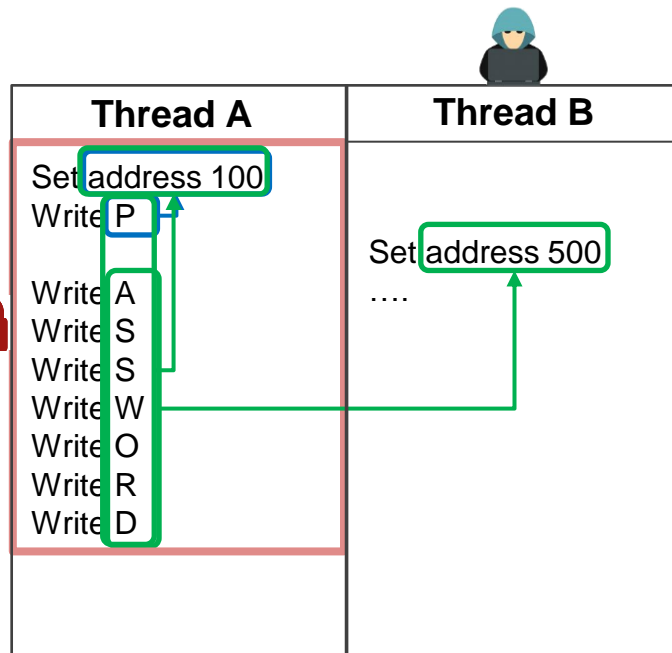 Thread A
Thread B
Set address 100
Write P
Set address 500
Write A
....
Write S
Write S
Write W
Write O
Write R
Write D